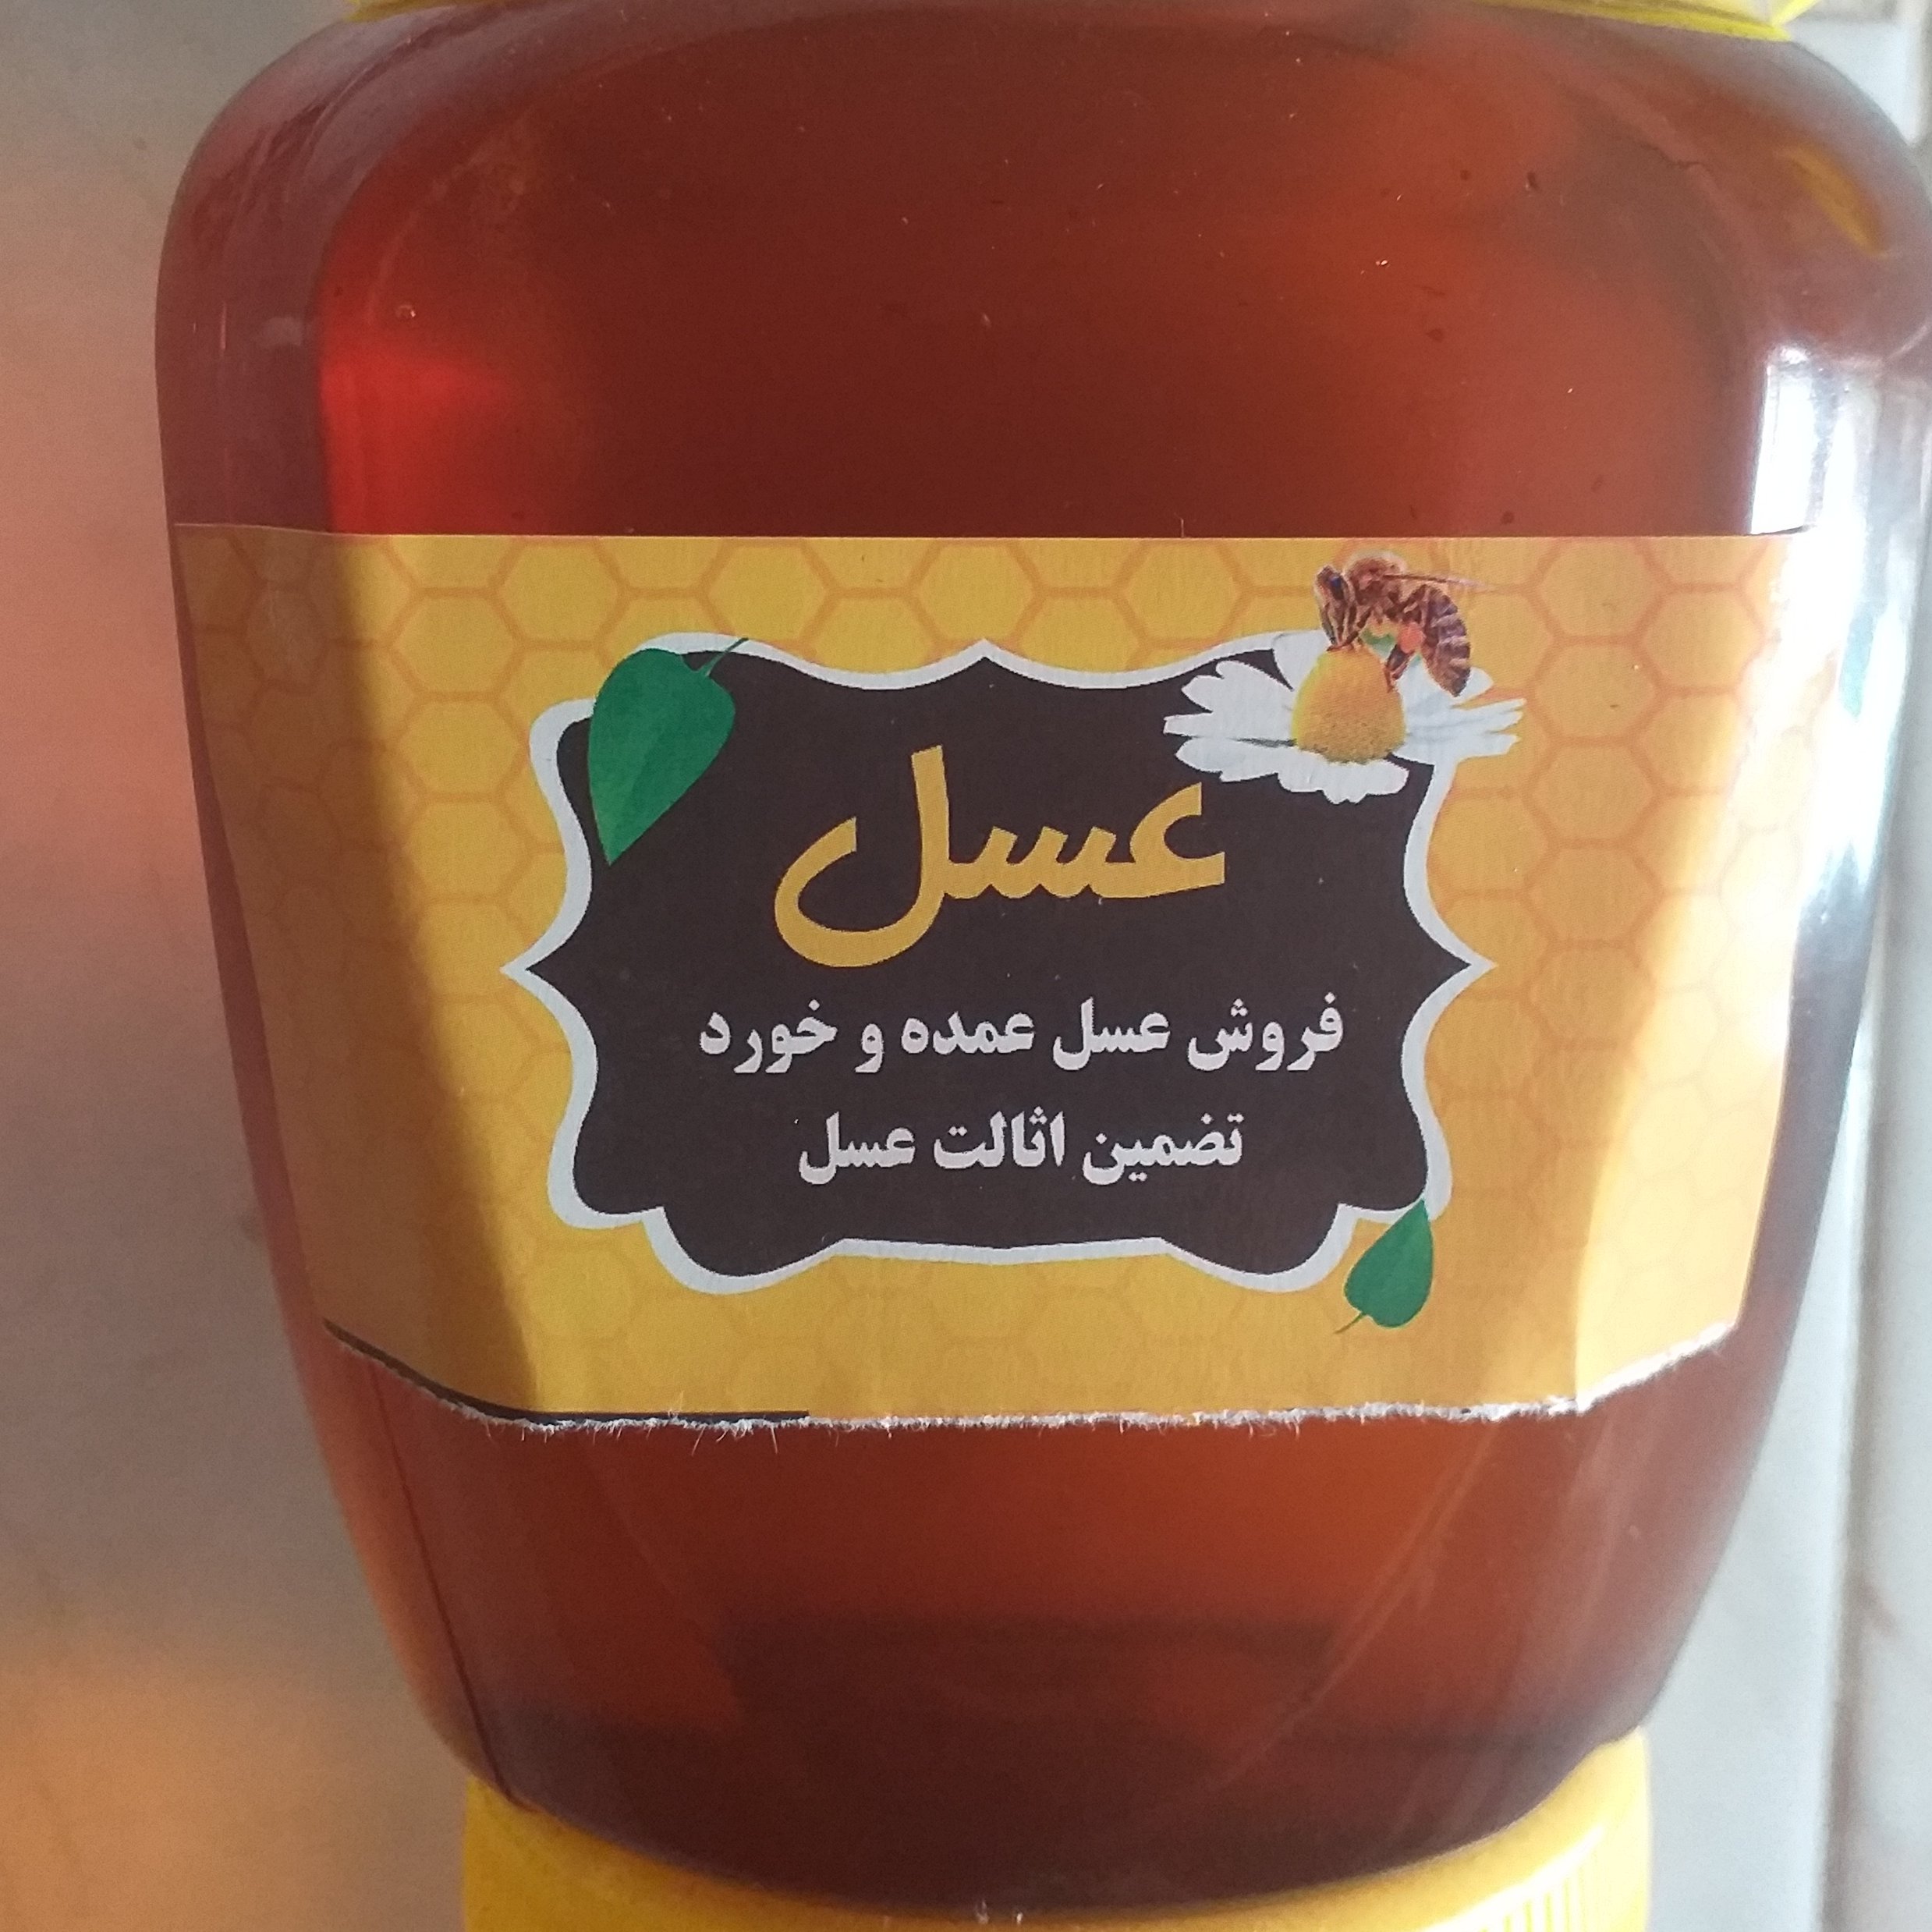 عسل
فروش عسل عمده و خورد
تضمین اثالت عسل